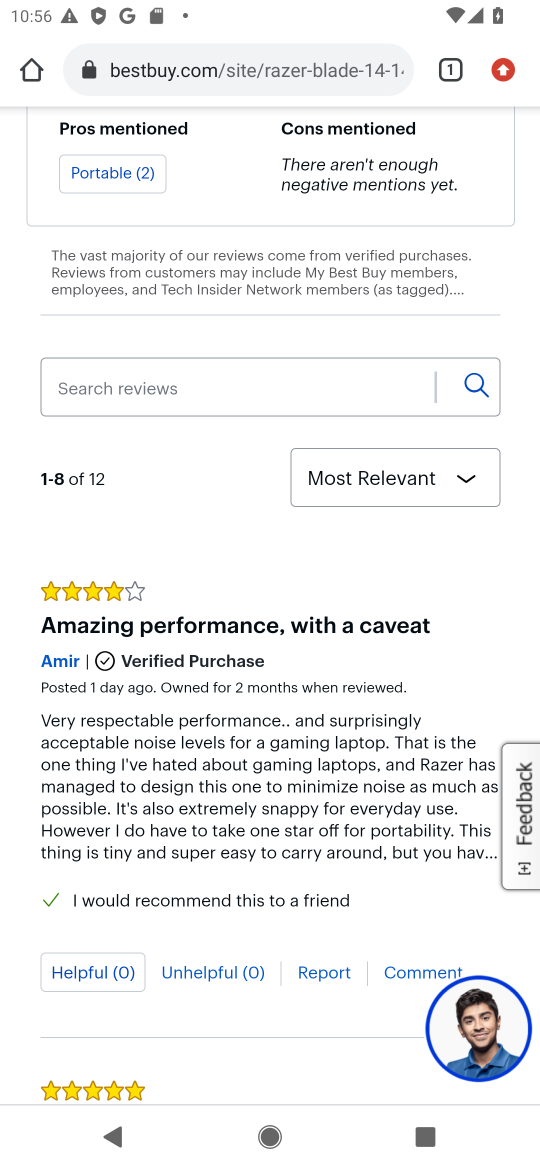 10:56
bestbuy.com/site/razer-blade-14-1
1
Pros mentioned
Portable (2)
Cons mentioned
There aren't enough
negative mentions yet.
The vast majority of our reviews come from verified purchases.
Reviews from customers may include My Best Buy members,
employees, and Tech Insider Network members (as tagged)....
Search reviews
1-8 of 12
Most Relevant
Amazing performance, with a caveat
Amir | Verified Purchase
Posted 1 day ago. Owned for 2 months when reviewed.
Very respectable performance.. and surprisingly
acceptable noise levels for a gaming laptop. That is the
one thing I've hated about gaming laptops, and Razer has
managed to design this one to minimize noise as much as
possible. It's also extremely snappy for everyday use.
However I do have to take one star off for portability. This
thing is tiny and super easy to carry around, but you hav...
[+] Feedback
I would recommend this to a friend
Helpful (0)
Unhelpful (0)
Report
Comment